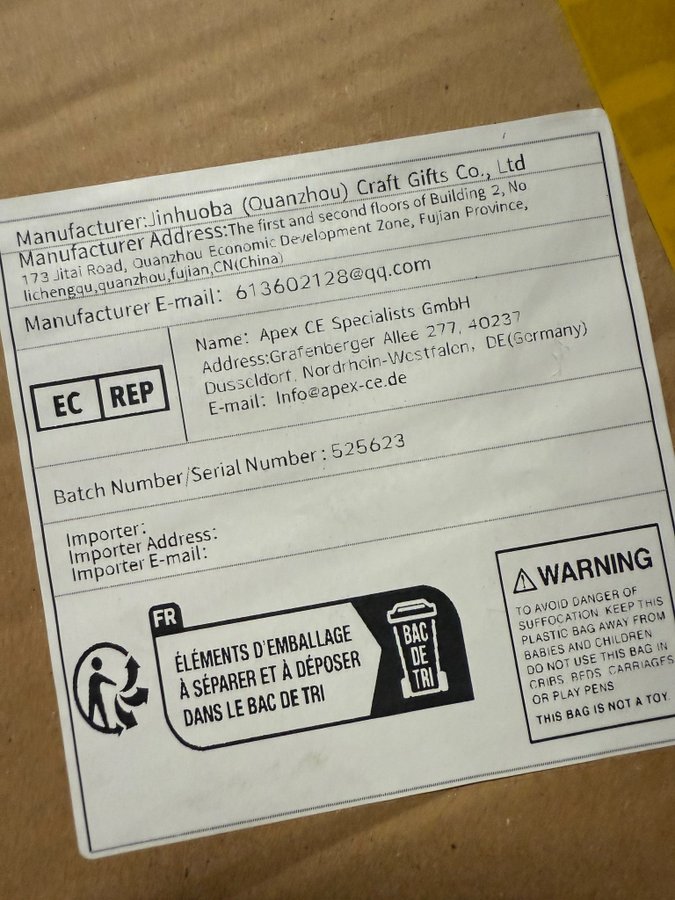 Manufacturer:Jinhuoba (Quanzhou) Craft Gifts Co., Ltd
Manufacturer Address:The first and second floors of Building 2, No
173 Jitai Road, Quanzhou Economic Development Zone, Fujian Province,
lichengqu,quanzhou,fujian,CN(China)
Manufacturer E-mail: 613602128@qq.com
EC REP
Name: Apex CE Specialists GmbH
Address:Grafenberger Allee 277, 40237
Dusseldorf, Nordrhein-Westfalen, DE(Germany)
E-mail: Info@apex-ce.de
Batch Number/Serial Number: 525623
Importer:
Importer Address:
Importer E-mail:
FR
ÉLÉMENTS D'EMBALLAGE
À SÉPARER ET À DÉPOSER
DANS LE BAC DE TRI
BAC
DE
TRI
⚠WARNING
TO AVOID DANGER OF
SUFFOCATION. KEEP THIS
PLASTIC BAG AWAY FROM
BABIES AND CHILDREN
DO NOT USE THIS BAG IN
CRIBS, BEDS, CARRIAGES
OR PLAY PENS
THIS BAG IS NOT A TOY.